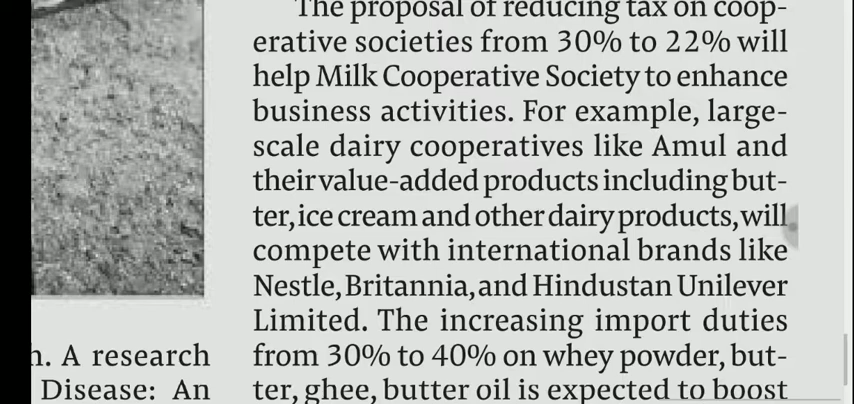 The proposal of reducing tax on coop-
erative societies from 30% to 22% will
help Milk Cooperative Society to enhance
business activities. For example, large-
scale dairy cooperatives like Amul and
their value-added products including but-
ter, ice cream and other dairy products, will
compete with international brands like
Nestle, Britannia, and Hindustan Unilever
Limited. The increasing import duties
from 30% to 40% on whey powder, but-
ter, ghee, butter oil is expected to boost
h. A research
Disease: An